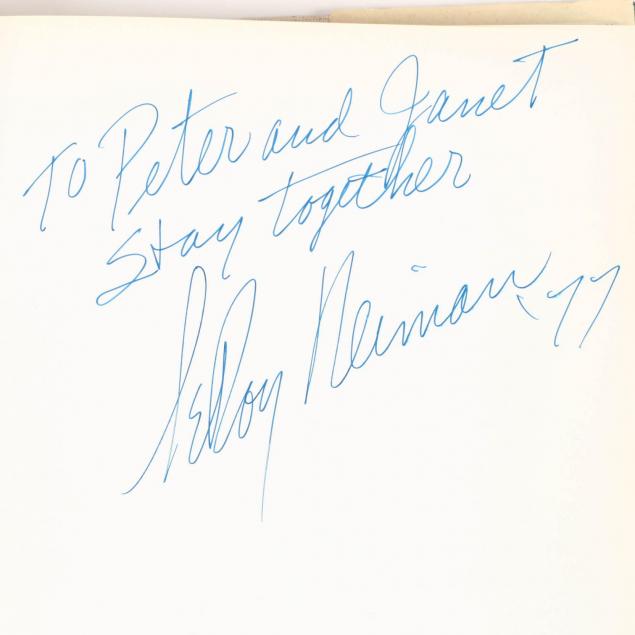 To Peter and Janet
Stay together
LeRoy Neiman '77